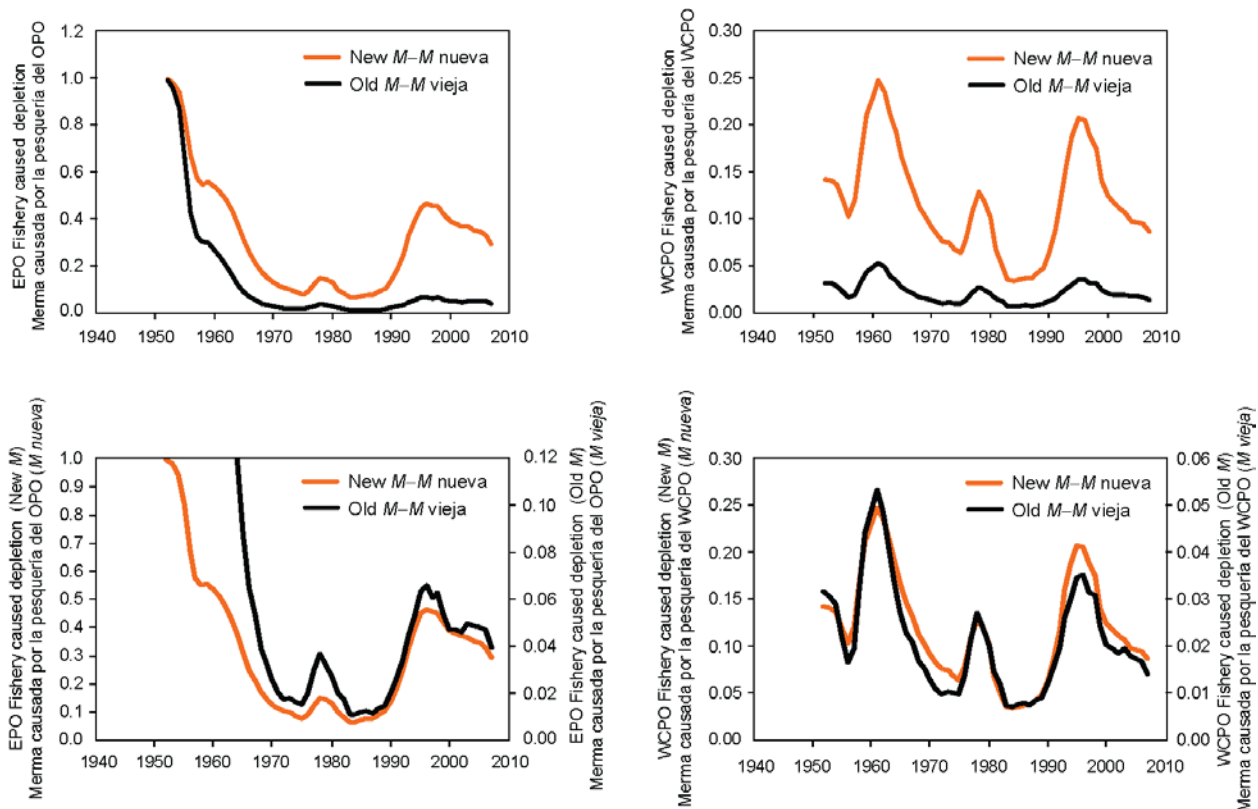 EPO Fishery caused depletion
Merma causada por la pesquería del OPO
1.2
1.0
0.8
0.6
0.4
0.2
0.0
New M–M nueva
Old M–M vieja
1940 1950 1960 1970 1980 1990 2000 2010
WCPO Fishery caused depletion
Merma causada por la pesquería del WCPO
0.30
0.25
0.20
0.15
0.10
0.05
0.00
New M–M nueva
Old M–M vieja
1940 1950 1960 1970 1980 1990 2000 2010
EPO Fishery caused depletion (New M)
Merma causada por la pesquería del OPO (M nueva)
1.0
0.9
0.8
0.7
0.6
0.5
0.4
0.3
0.2
0.1
0.0
New M–M nueva
Old M–M vieja
0.12
0.10
0.08
0.06
0.04
0.02
0.00
EPO Fishery caused depletion (Old M)
Merma causada por la pesquería del OPO (M vieja)
1940 1950 1960 1970 1980 1990 2000 2010
WCPO Fishery caused depletion (New M)
Merma causada por la pesquería del WCPO (M nueva)
0.30
0.25
0.20
0.15
0.10
0.05
0.00
New M–M nueva
Old M–M vieja
0.06
0.05
0.04
0.03
0.02
0.01
0.00
WCPO Fishery caused depletion (Old M)
Merma causada por la pesquería del WCPO (M vieja)
1940 1950 1960 1970 1980 1990 2000 2010